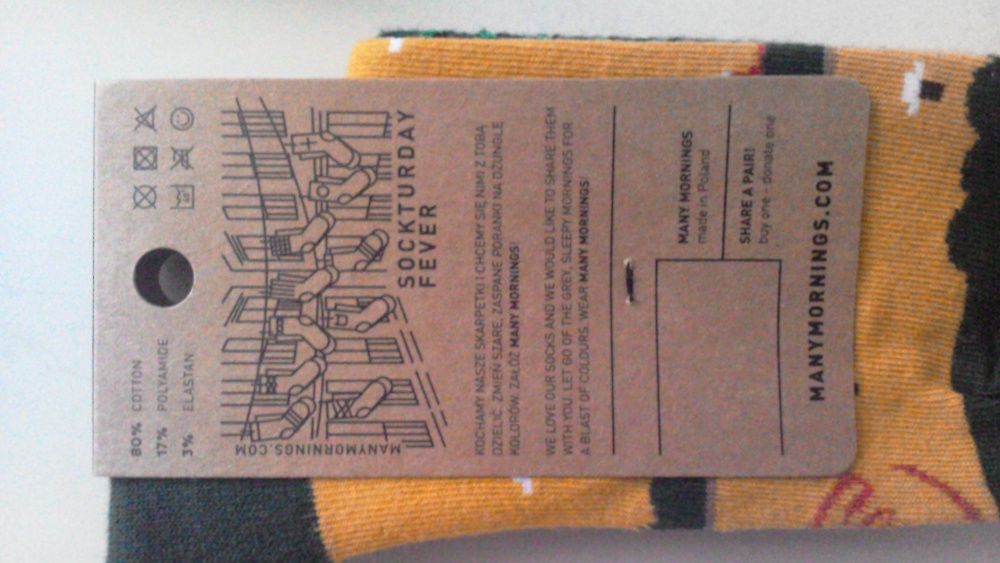 80% COTTON
17% POLYAMIDE
3% ELASTAN
MANYMORNINGS.COM
SOCKTURDAY
FEVER
KOCHAMY NASZE SKARPETKI I CHCEMY SIĘ NIMI Z TOBĄ
DZIELIĆ. ZMIEŃ SZARE, ZASPANE PORANKI NA DŻUNGLĘ
KOLORÓW. ZAŁÓŻ MANY MORNINGS!
WE LOVE OUR SOCKS AND WE WOULD LIKE TO SHARE THEM
WITH YOU. LET GO OF THE GREY, SLEEPY MORNINGS FOR
A BLAST OF COLOURS. WEAR MANY MORNINGS!
MANY MORNINGS
made in Poland
SHARE A PAIR!
buy one - donate one
MANYMORNINGS.COM